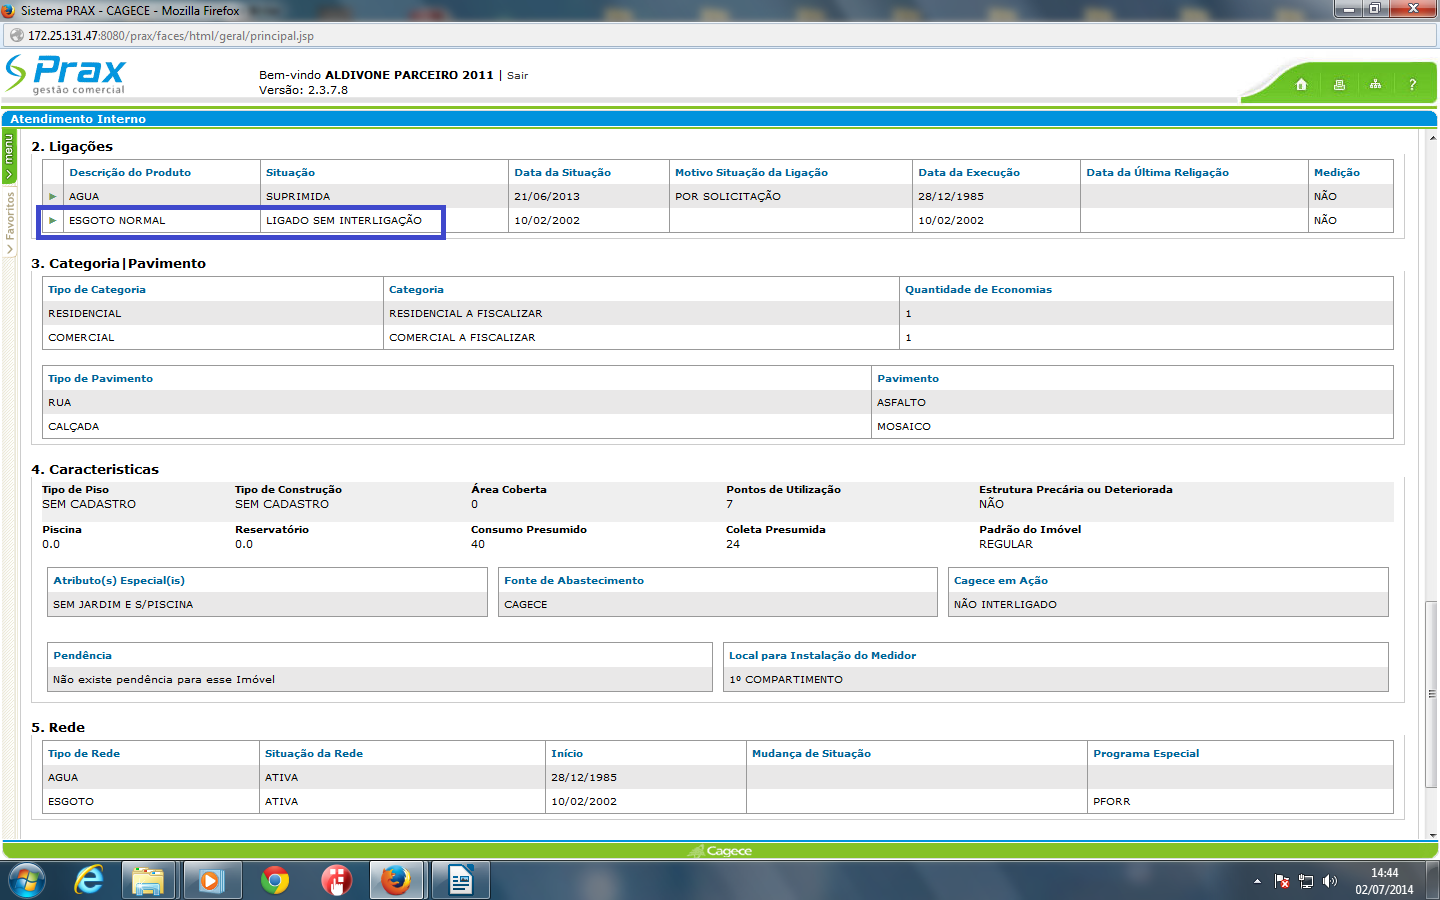 Sistema PRAX - CAGECE - Mozilla Firefox
172.25.131.47:8080/prax/faces/html/geral/principal.jsp
Prax
gestão comercial
Bem-vindo ALDIVONE PARCEIRO 2011 | Sair
Versão: 2.3.7.8
?
Atendimento Interno
menu
Favoritos
2. Ligações
Descrição do Produto Situação Data da Situação Motivo Situação da Ligação Data da Execução Data da Última Religação Medição
AGUA SUPRIMIDA 21/06/2013 POR SOLICITAÇÃO 28/12/1985 NÃO
ESGOTO NORMAL LIGADO SEM INTERLIGAÇÃO 10/02/2002 10/02/2002 NÃO
3. Categoria|Pavimento
Tipo de Categoria Categoria Quantidade de Economias
RESIDENCIAL RESIDENCIAL A FISCALIZAR 1
COMERCIAL COMERCIAL A FISCALIZAR 1
Tipo de Pavimento Pavimento
RUA ASFALTO
CALÇADA MOSAICO
4. Caracteristicas
Tipo de Piso Tipo de Construção Área Coberta Pontos de Utilização Estrutura Precária ou Deteriorada
SEM CADASTRO SEM CADASTRO 0 7 NÃO
Piscina Reservatório Consumo Presumido Coleta Presumida Padrão do Imóvel
0.0 0.0 40 24 REGULAR
Atributo(s) Especial(is) Fonte de Abastecimento Cagece em Ação
SEM JARDIM E S/PISCINA CAGECE NÃO INTERLIGADO
Pendência Local para Instalação do Medidor
Não existe pendência para esse Imóvel 1º COMPARTIMENTO
5. Rede
Tipo de Rede Situação da Rede Início Mudança de Situação Programa Especial
AGUA ATIVA 28/12/1985
ESGOTO ATIVA 10/02/2002 PFORR
Cagece
14:44
02/07/2014